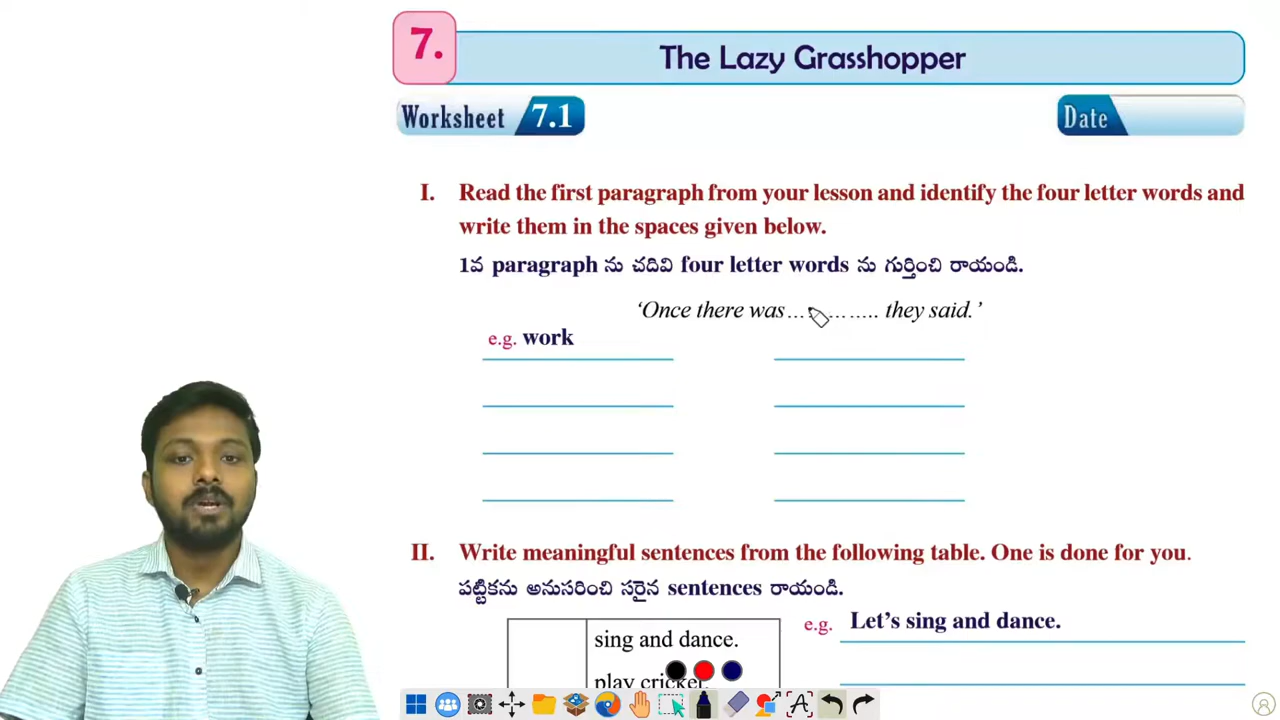 7.
The Lazy Grasshopper
Worksheet 7.1
Date
I. Read the first paragraph from your lesson and identify the four letter words and
write them in the spaces given below.
1వ paragraph ను చదివి four letter words ను గుర్తించి రాయండి.
‘Once there was............. they said.’
e.g. work
II. Write meaningful sentences from the following table. One is done for you.
పట్టికను అనుసరించి సరైన sentences రాయండి.
sing and dance.
e.g. Let’s sing and dance.
play cricket.